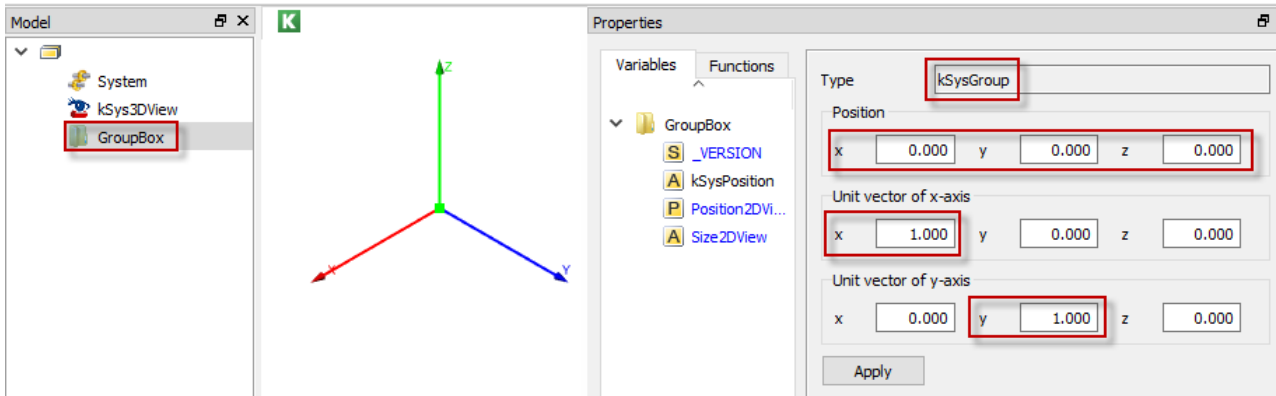 Model
System
kSys3DView
GroupBox
K
Z
X
Y
Properties
Variables Functions
GroupBox
S _VERSION
A kSysPosition
P Position2DVi...
A Size2DView
Type kSysGroup
Position
x 0.000 y 0.000 z 0.000
Unit vector of x-axis
x 1.000 y 0.000 z 0.000
Unit vector of y-axis
x 0.000 y 1.000 z 0.000
Apply